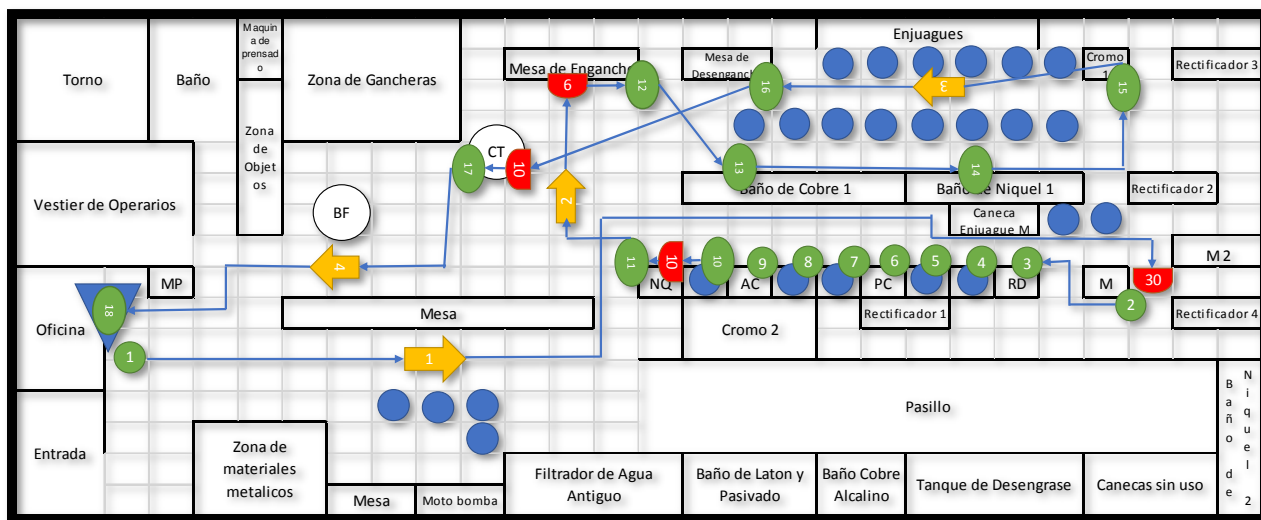 Torno
Baño
Maquin
a de
prensad
o
Zona de Gancheras
Mesa de Enganche
Mesa de
Desenganch
Enjuagues
Cromo
1
Rectificador 3
6
12
16
3
15
Zona
de
Objet
os
CT
17
10
13
14
Baño de Cobre 1
Baño de Niquel 1
Rectificador 2
Vestier de Operarios
BF
2
Caneca
Enjuague M
4
11
10
10
9
8
7
6
5
4
3
M 2
MP
NQ
AC
PC
RD
M
30
2
Oficina
18
Mesa
Cromo 2
Rectificador 1
Rectificador 4
1
1
Entrada
Pasillo
Niquel 2
Baño de
Zona de
materiales
metalicos
Mesa
Moto bomba
Filtrador de Agua
Antiguo
Baño de Laton y
Pasivado
Baño Cobre
Alcalino
Tanque de Desengrase
Canecas sin uso